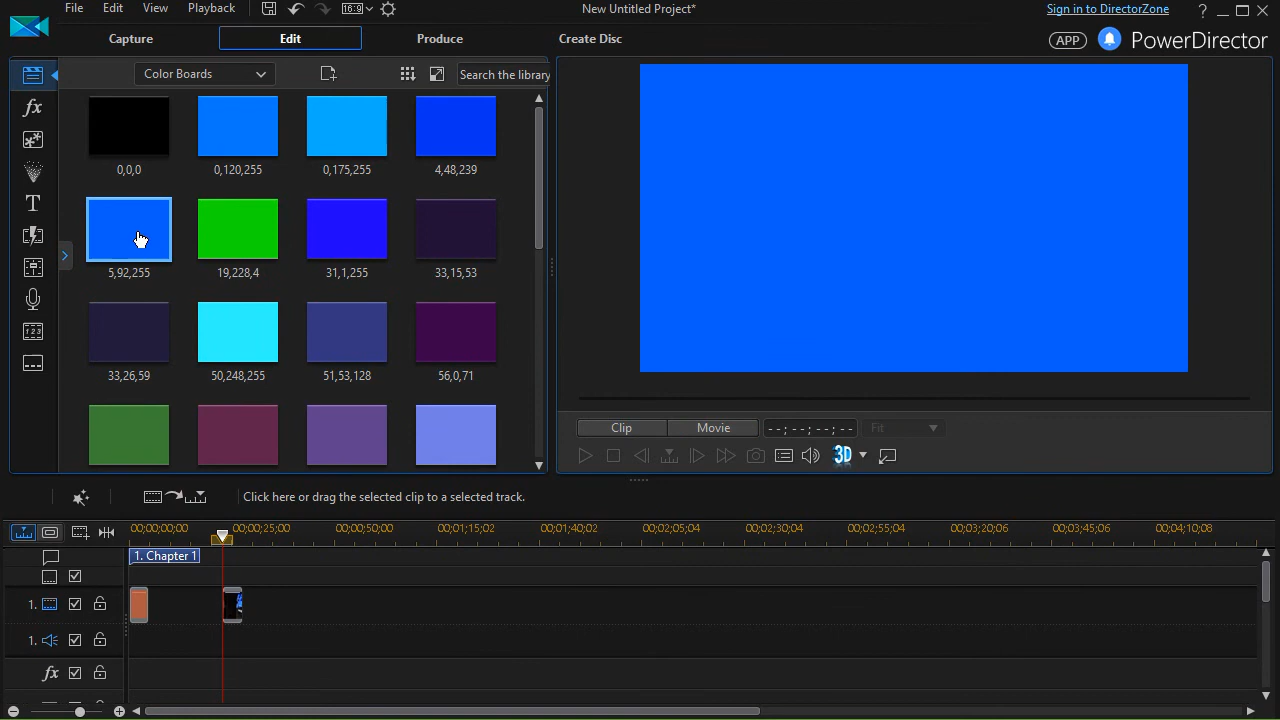 File Edit View Playback 16:9 New Untitled Project* Sign in to DirectorZone ?
Capture Edit Produce Create Disc APP PowerDirector
Color Boards Search the library
fx
0,0,0 0,120,255 0,175,255 4,48,239
T
5,92,255 19,228,4 31,1,255 33,15,53
33,26,59 50,248,255 51,53,128 56,0,71
123
Clip Movie --;--;--;-- Fit
3D
Click here or drag the selected clip to a selected track.
00;00;00;00 00;00;25;00 00;00;50;00 00;01;15;02 00;01;40;02 00;02;05;04 00;02;30;04 00;02;55;04 00;03;20;06 00;03;45;06 00;04;10;08
1. Chapter 1
1.
1.
fx